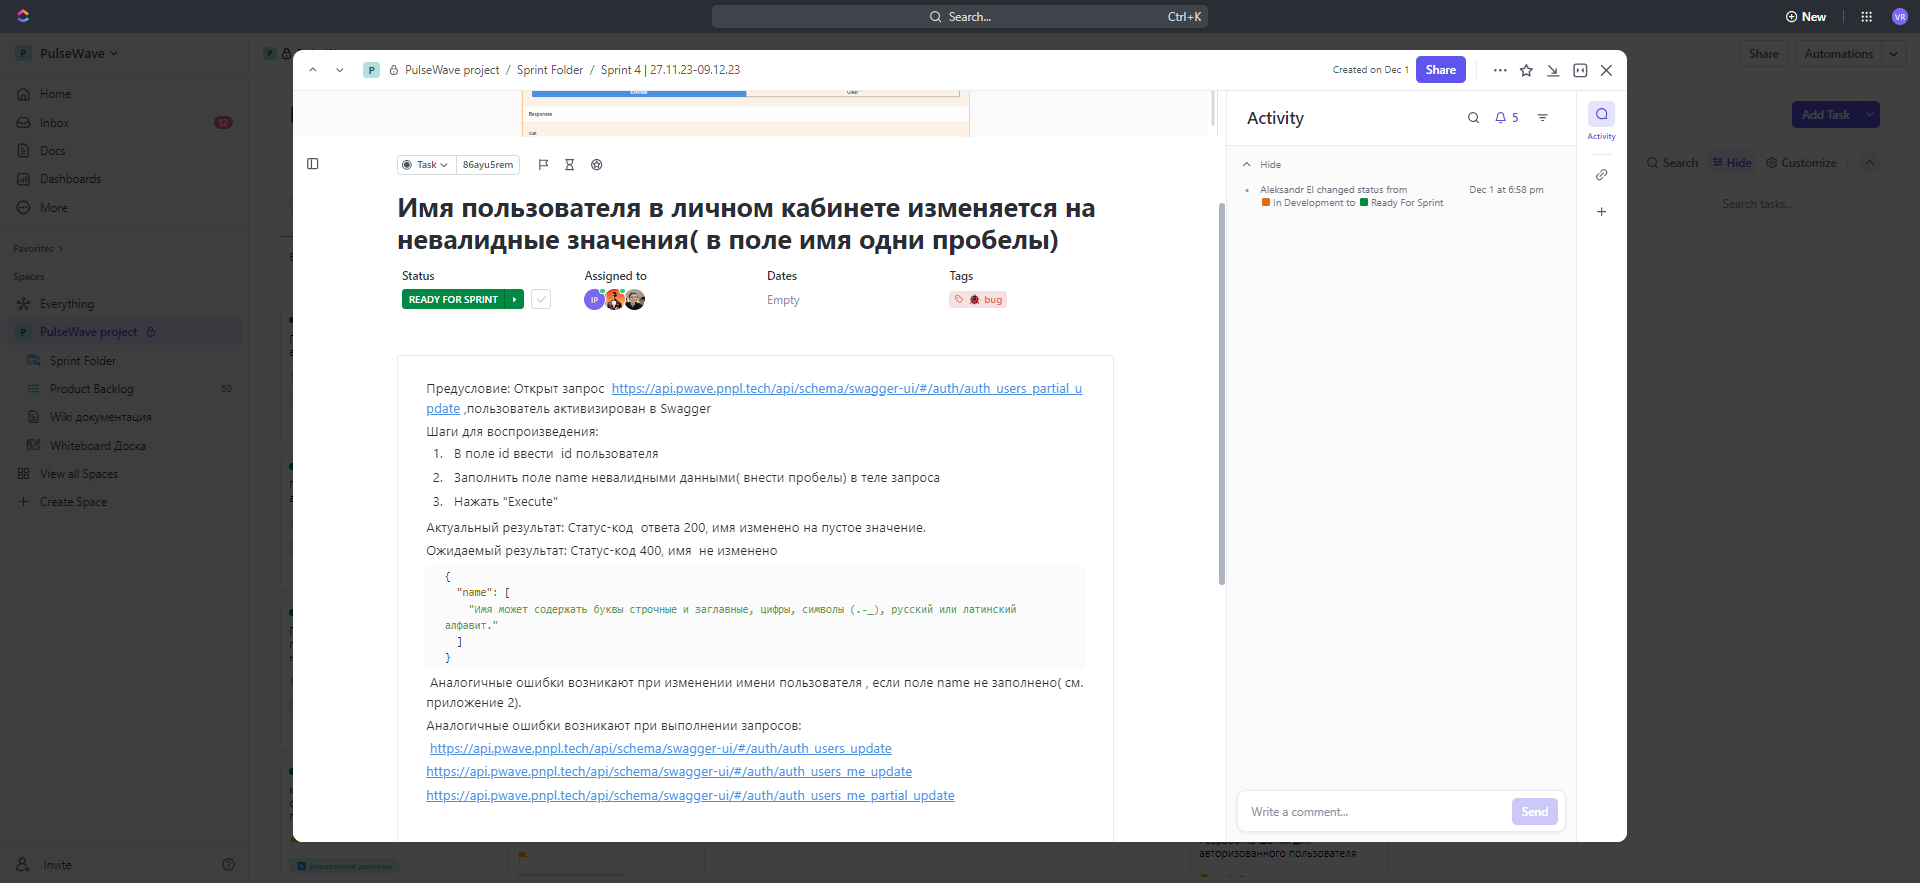 Search...
Ctrl+K
New
VR
P PulseWave
Share
Automations
Home
Inbox
12
Docs
Dashboards
More
Favorites
Spaces
Everything
P PulseWave project
Sprint Folder
Product Backlog
60
Wiki документация
Whiteboard Доска
View all Spaces
Create Space
Invite
P PulseWave project / Sprint Folder / Sprint 4 | 27.11.23-09.12.23
Created on Dec 1
Share
Execute
Clear
Responses
Curl
Task
86ayu5rem
Имя пользователя в личном кабинете изменяется на
невалидные значения( в поле имя одни пробелы)
Status
Assigned to
Dates
Tags
READY FOR SPRINT
IP
Empty
bug
Предусловие: Открыт запрос https://api.pwave.pnpl.tech/api/schema/swagger-ui/#/auth/auth_users_partial_u
pdate ,пользователь активизирован в Swagger
Шаги для воспроизведения:
1. В поле id ввести id пользователя
2. Заполнить поле name невалидными данными( внести пробелы) в теле запроса
3. Нажать "Execute"
Актуальный результат: Статус-код ответа 200, имя изменено на пустое значение.
Ожидаемый результат: Статус-код 400, имя не изменено
{
"name": [
"Имя может содержать буквы строчные и заглавные, цифры, символы (.-_), русский или латинский
алфавит."
]
}
Аналогичные ошибки возникают при изменении имени пользователя , если поле name не заполнено( см.
приложение 2).
Аналогичные ошибки возникают при выполнении запросов:
https://api.pwave.pnpl.tech/api/schema/swagger-ui/#/auth/auth_users_update
https://api.pwave.pnpl.tech/api/schema/swagger-ui/#/auth/auth_users_me_update
https://api.pwave.pnpl.tech/api/schema/swagger-ui/#/auth/auth_users_me_partial_update
Activity
5
Hide
Aleksandr El changed status from
Dec 1 at 6:58 pm
In Development to Ready For Sprint
Write a comment...
Send
Activity
Add Task
Search
Hide
Customize
Search tasks...
управление досками
авторизованного пользователя